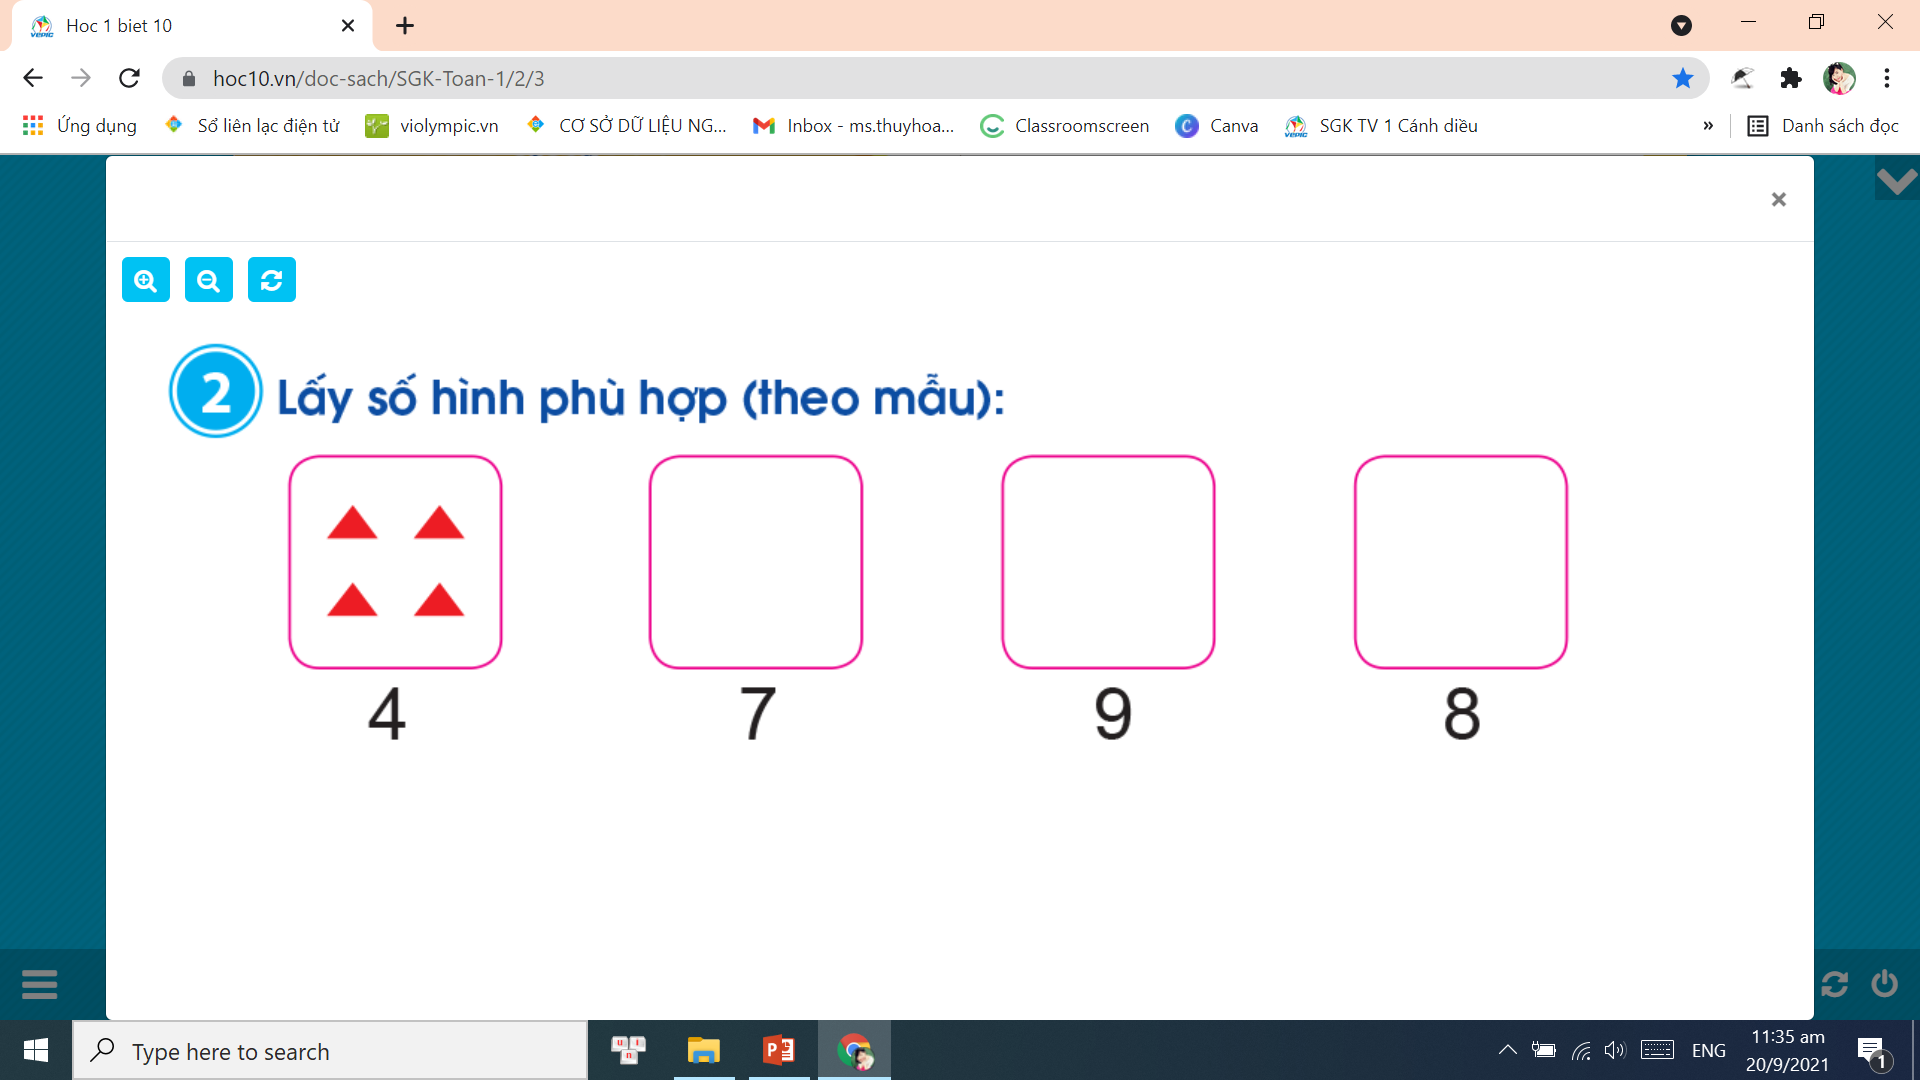 Hoc 1 biet 10
hoc10.vn/doc-sach/SGK-Toan-1/2/3
Ứng dụng
Sổ liên lạc điện tử
violympic.vn
CƠ SỞ DỮ LIỆU NG...
Inbox - ms.thuyhoa...
Classroomscreen
Canva
VEPIC
SGK TV 1 Cánh diều
»
Danh sách đọc
2 Lấy số hình phù hợp (theo mẫu):
4 7 9 8
Type here to search
ENG
11:35 am
20/9/2021
1